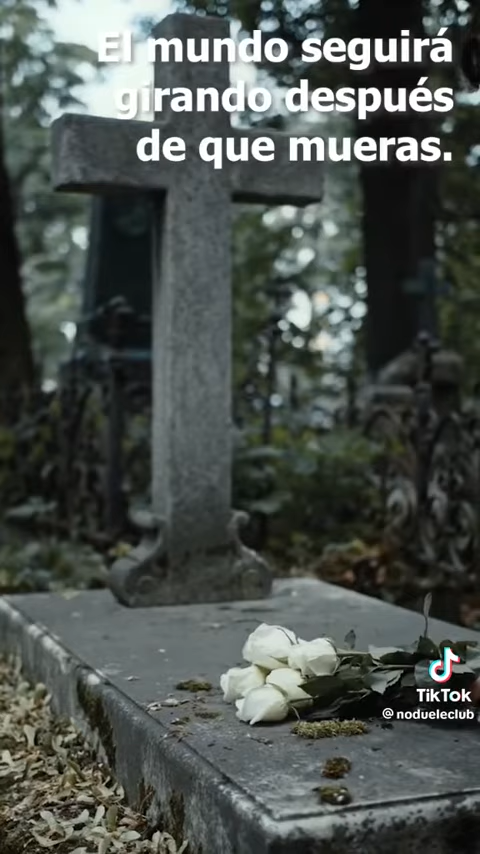 El mundo seguirá
girando después
de que mueras.
TikTok
@nodueleclub